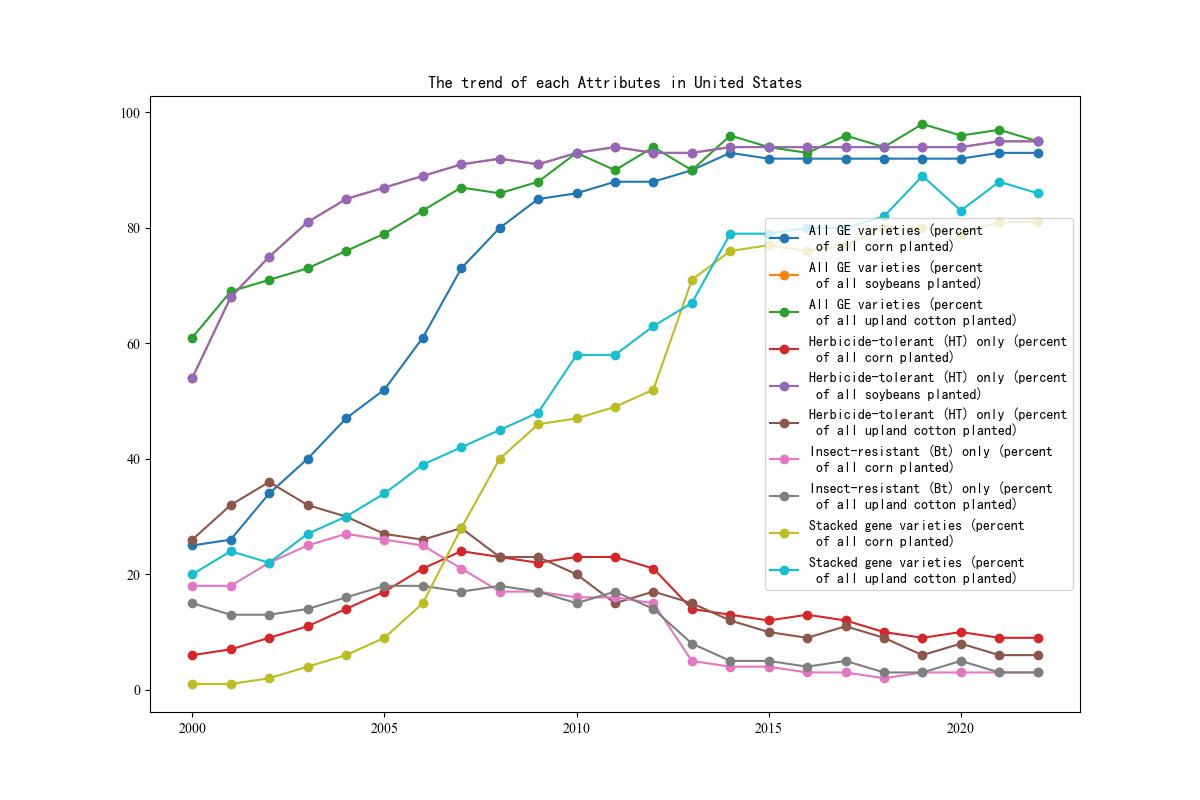 The trend of each Attributes in United States
100
80
60
40
20
0
2000
2005
2010
2015
2020
All GE varieties (percent
of all corn planted)
All GE varieties (percent
of all soybeans planted)
All GE varieties (percent
of all upland cotton planted)
Herbicide-tolerant (HT) only (percent
of all corn planted)
Herbicide-tolerant (HT) only (percent
of all soybeans planted)
Herbicide-tolerant (HT) only (percent
of all upland cotton planted)
Insect-resistant (Bt) only (percent
of all corn planted)
Insect-resistant (Bt) only (percent
of all upland cotton planted)
Stacked gene varieties (percent
of all corn planted)
Stacked gene varieties (percent
of all upland cotton planted)